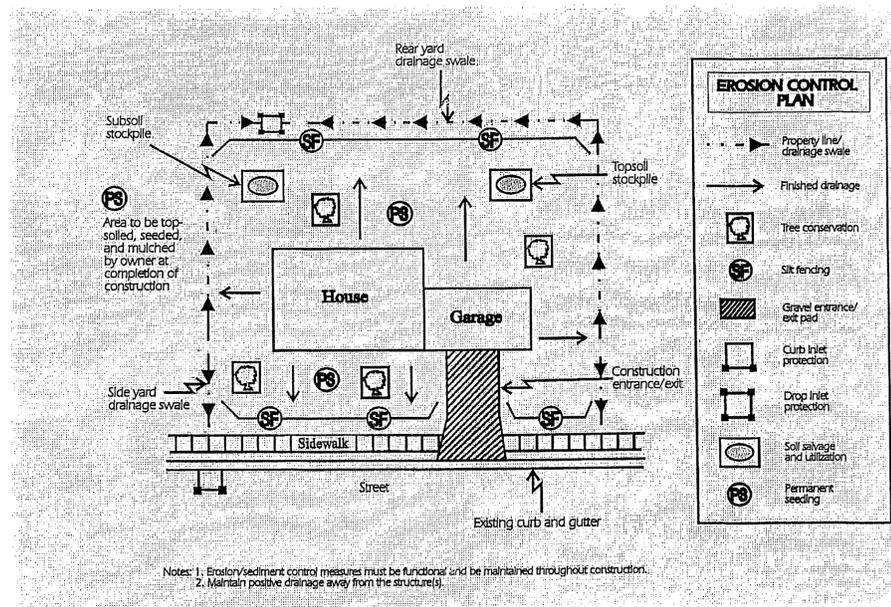 Rear yard
drainage swale
Subsoil
stockpile
SF
SF
Topsoil
stockpile
PS
PS
Area to be top-
soiled, seeded,
and mulched
by owner at
completion of
construction
House
Garage
Side yard
drainage swale
PS
Construction
entrance/exit
SF
SF
SF
Sidewalk
Street
Existing curb and gutter
Notes: 1. Erosion/sediment control measures must be functional and be maintained throughout construction.
2. Maintain positive drainage away from the structure(s).
EROSION CONTROL
PLAN
Property line/
drainage swale
Finished drainage
Tree conservation
SF
Silt fencing
Gravel entrance/
exit pad
Curb inlet
protection
Drop inlet
protection
Soil salvage
and utilization
PS
Permanent
seeding